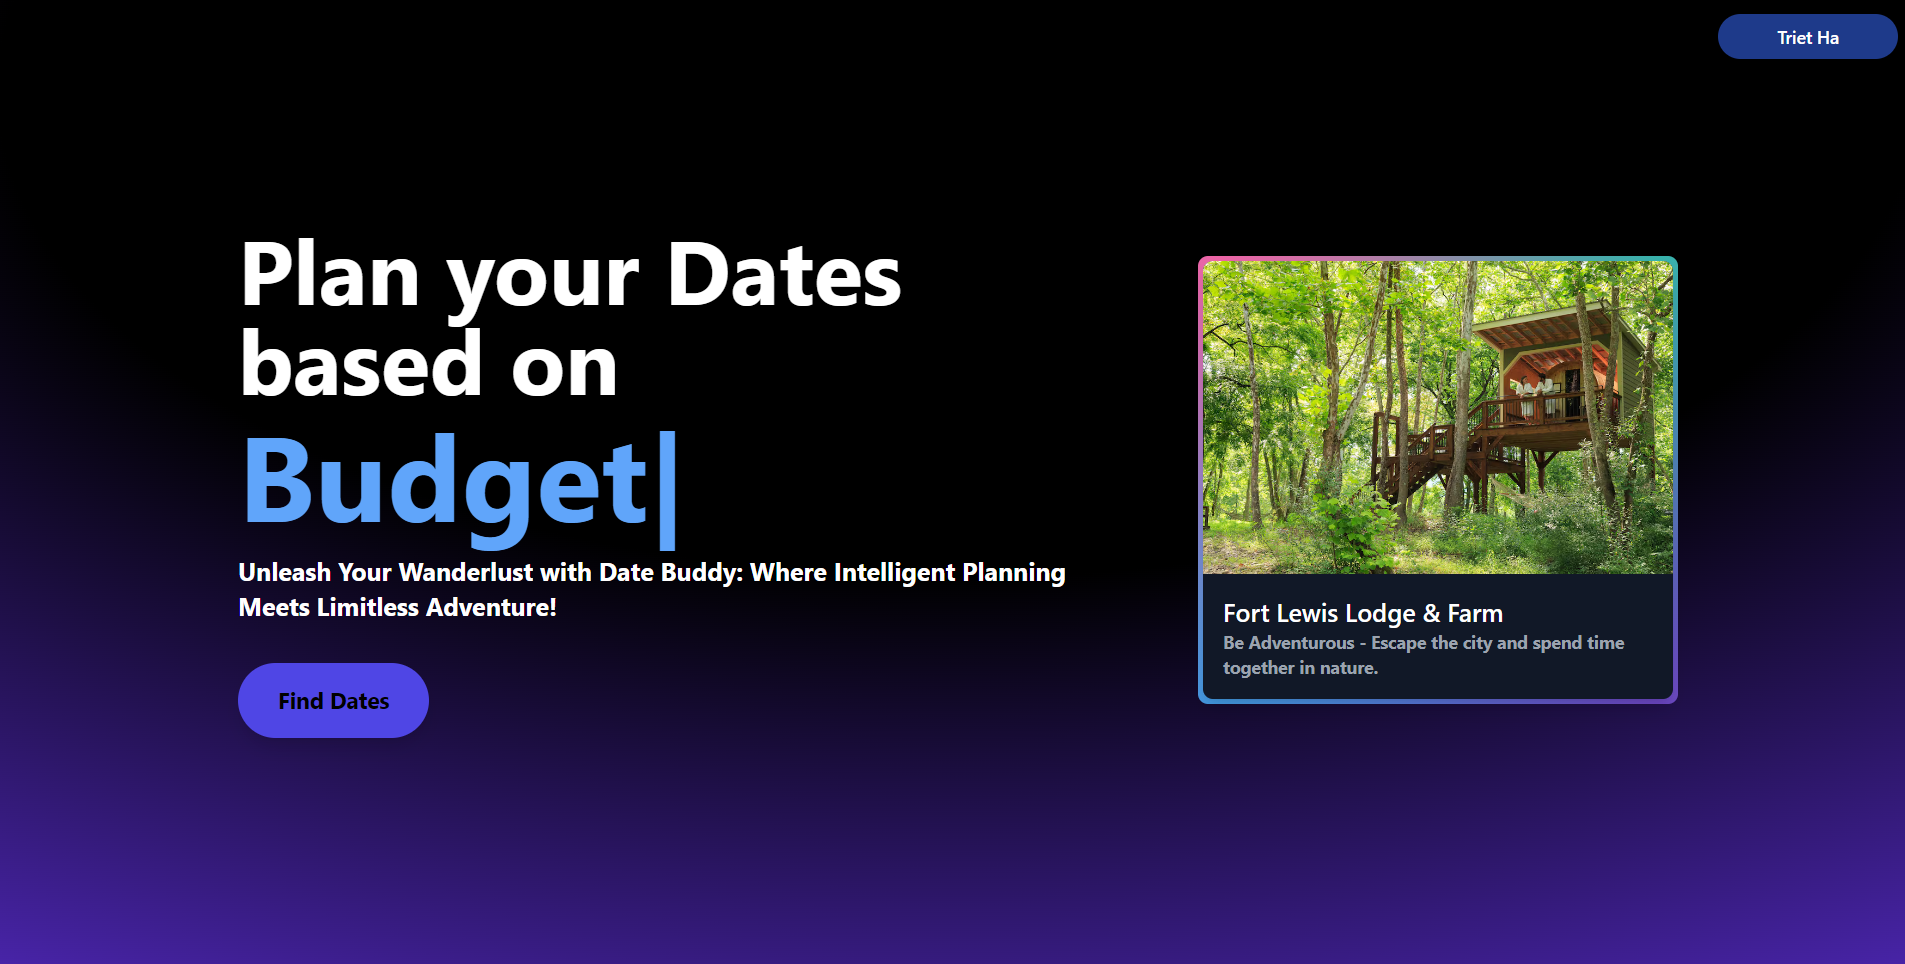 Triet Ha
Plan your Dates
based on
Budget|
Unleash Your Wanderlust with Date Buddy: Where Intelligent Planning
Meets Limitless Adventure!
Find Dates
Fort Lewis Lodge & Farm
Be Adventurous - Escape the city and spend time
together in nature.